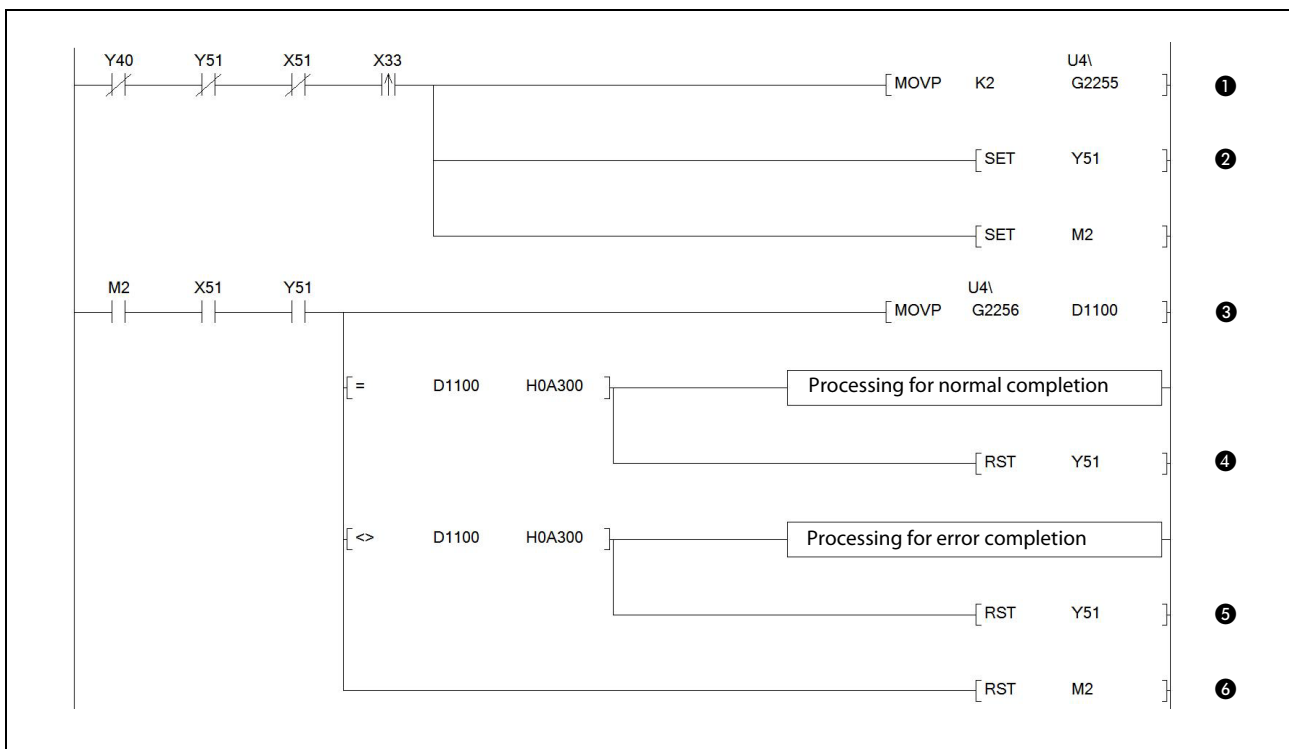 Y40 Y51 X51 X33 U4\
MOVP K2 G2255 ❶
SET Y51 ❷
SET M2
M2 X51 Y51 U4\
MOVP G2256 D1100 ❸
= D1100 H0A300 Processing for normal completion
RST Y51 ❹
<> D1100 H0A300 Processing for error completion
RST Y51 ❺
RST M2 ❻